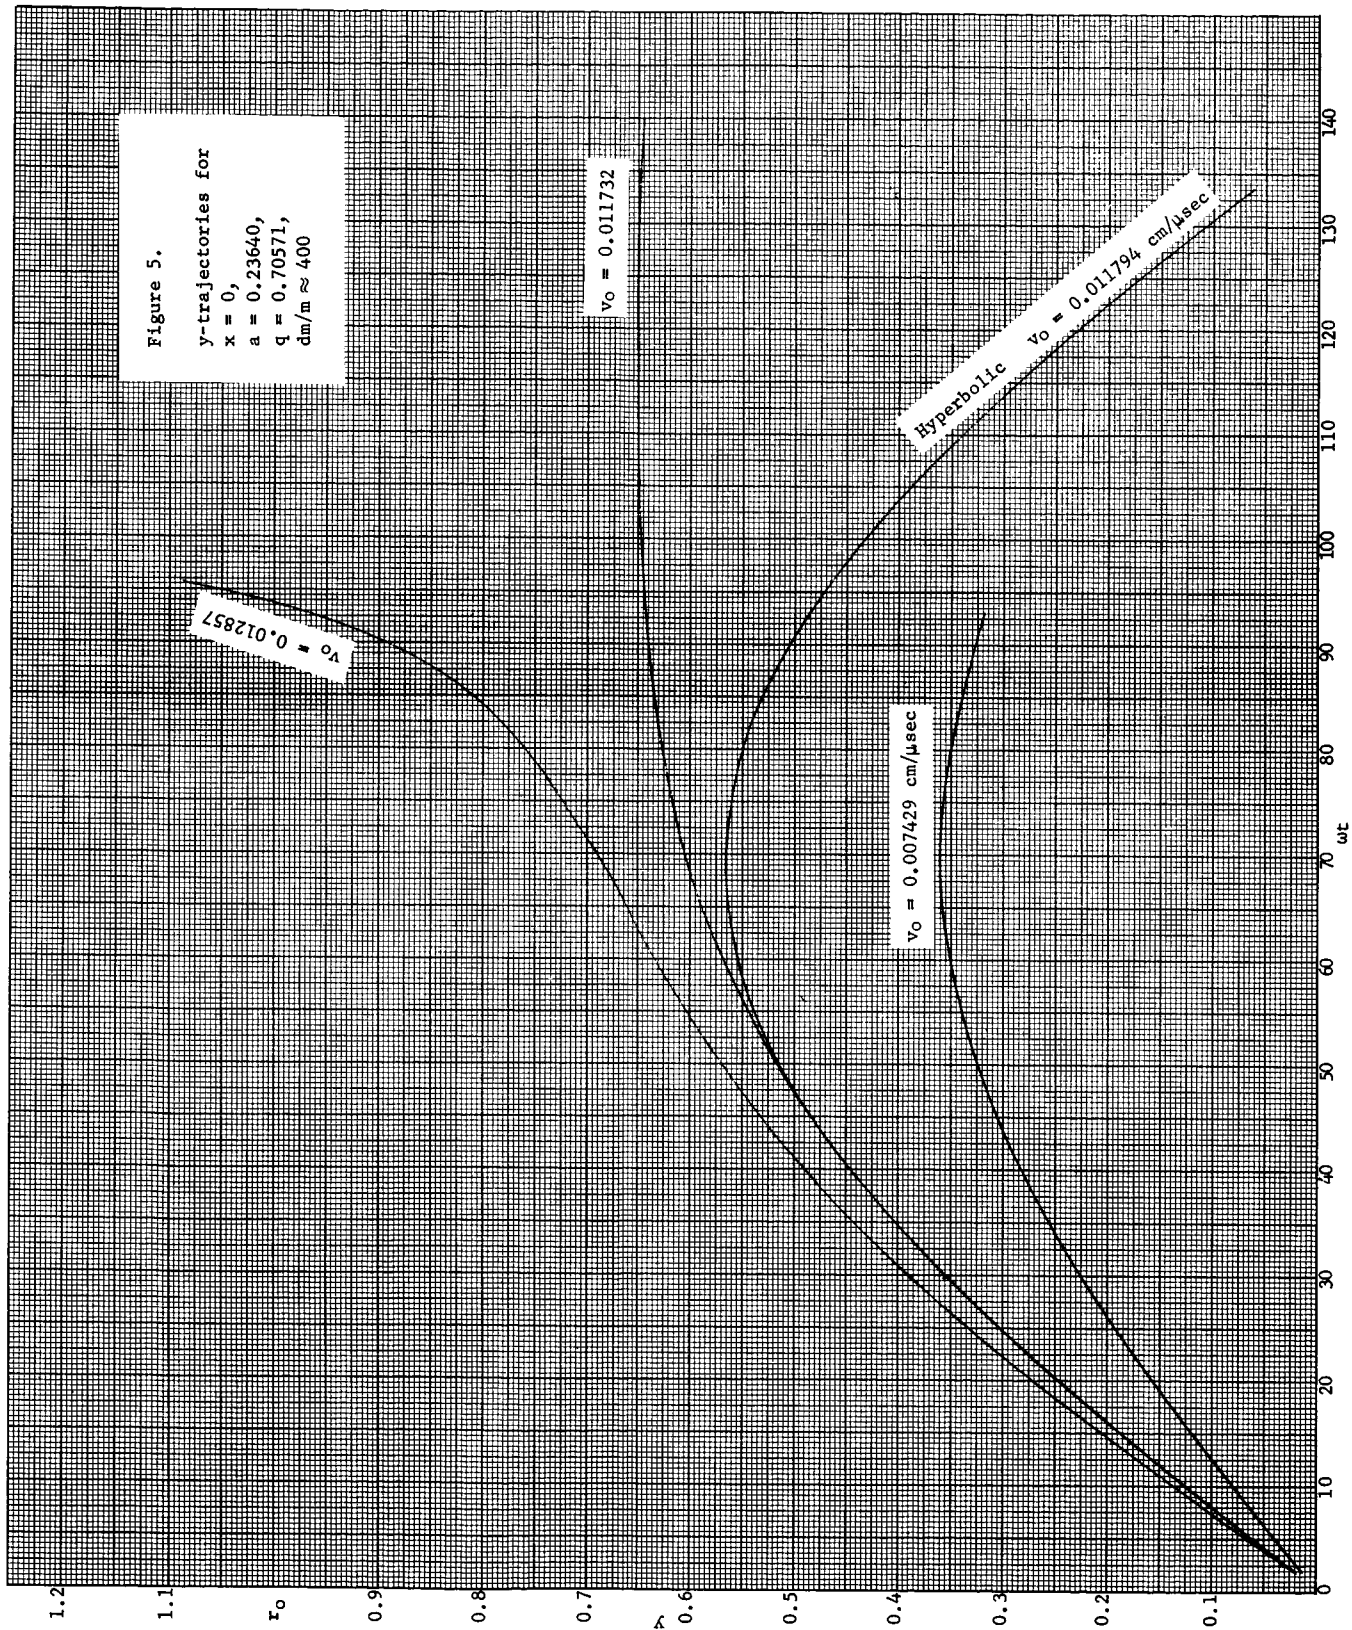 Figure 5.
y-trajectories for
x = 0,
a = 0.23640,
q = 0.70571,
dm/m ≈ 400
v₀ = 0.012857
v₀ = 0.011732
Hyperbolic v₀ = 0.011794 cm/μsec
v₀ = 0.007429 cm/μsec
1.2
1.1
r₀
0.9
0.8
0.7
y
0.6
0.5
0.4
0.3
0.2
0.1
0
10
20
30
40
50
60
70
80
90
100
110
120
130
140
ωt